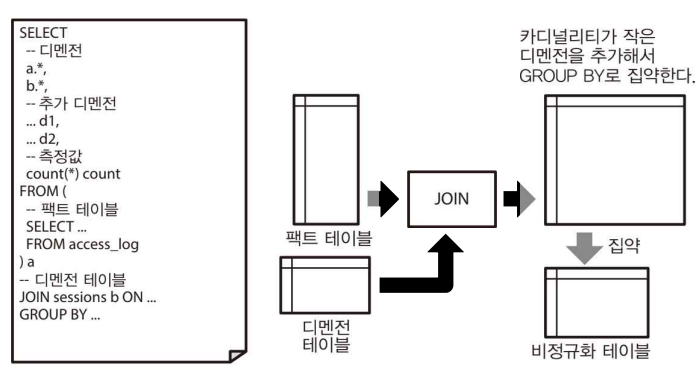 SELECT
-- 디멘전
a.*,
b.*,
-- 추가 디멘전
... d1,
... d2,
-- 측정값
count(*) count
FROM (
-- 팩트 테이블
SELECT ...
FROM access_log
) a
-- 디멘전 테이블
JOIN sessions b ON ...
GROUP BY ...
팩트 테이블
디멘전
테이블
JOIN
카디널리티가 작은
디멘전을 추가해서
GROUP BY로 집약한다.
집약
비정규화 테이블